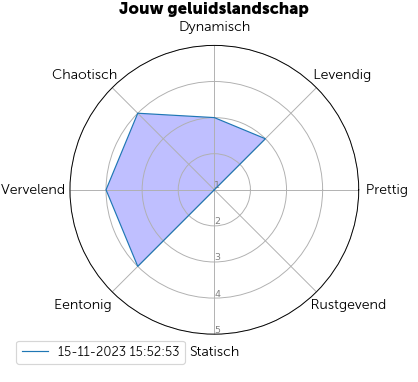 Jouw geluidslandschap
Dynamisch
Chaotisch
Levendig
Vervelend
1
Prettig
2
3
4
Eentonig
Rustgevend
5
15-11-2023 15:52:53
Statisch